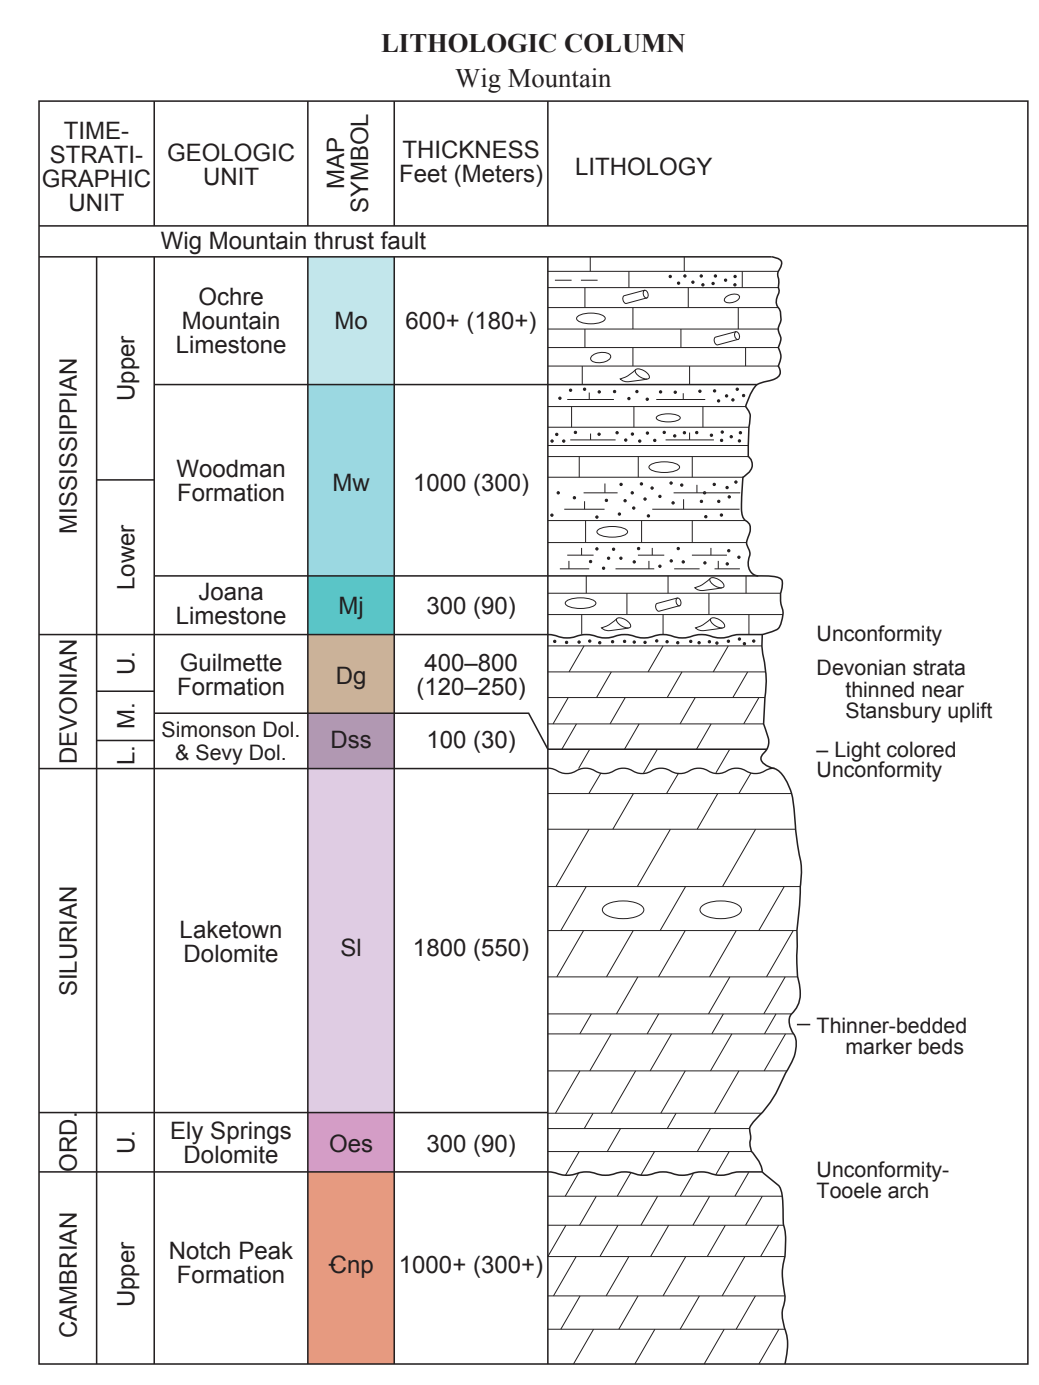 LITHOLOGIC COLUMN
Wig Mountain
TIME-
STRATI-
GRAPHIC
UNIT
GEOLOGIC
UNIT
MAP
SYMBOL
THICKNESS
Feet (Meters)
LITHOLOGY
Wig Mountain thrust fault
MISSISSIPPIAN
Upper
Lower
Ochre
Mountain
Limestone
Mo
600+ (180+)
Woodman
Formation
Mw
1000 (300)
Joana
Limestone
Mj
300 (90)
Unconformity
DEVONIAN
U.
M.
L.
Guilmette
Formation
Dg
400–800
(120–250)
Devonian strata
thinned near
Stansbury uplift
Simonson Dol.
& Sevy Dol.
Dss
100 (30)
– Light colored
Unconformity
SILURIAN
Laketown
Dolomite
Sl
1800 (550)
– Thinner-bedded
marker beds
ORD.
U.
Ely Springs
Dolomite
Oes
300 (90)
Unconformity-
Tooele arch
CAMBRIAN
Upper
Notch Peak
Formation
Ꞓnp
1000+ (300+)